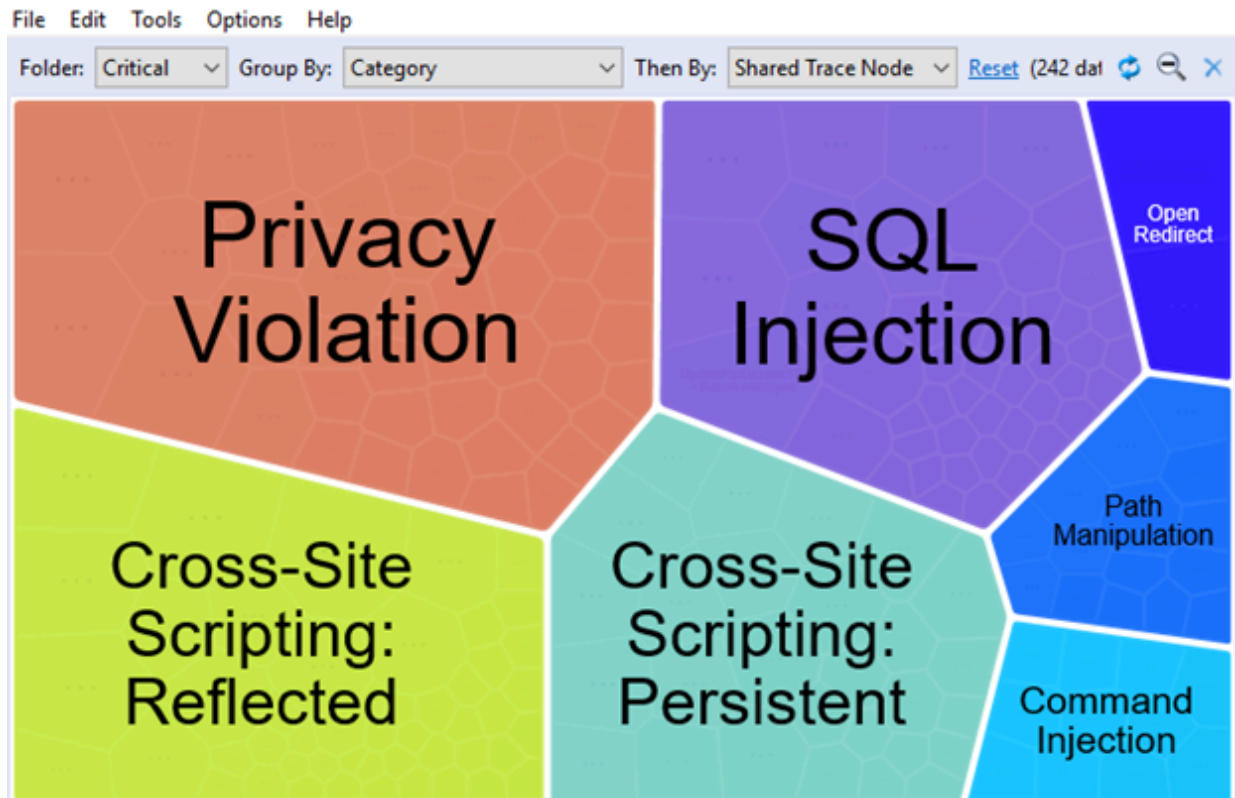 File Edit Tools Options Help
Folder: Critical Group By: Category Then By: Shared Trace Node Reset (242 dat
Privacy
Violation
SQL
Injection
Open
Redirect
Cross-Site
Scripting:
Reflected
Cross-Site
Scripting:
Persistent
Path
Manipulation
Command
Injection